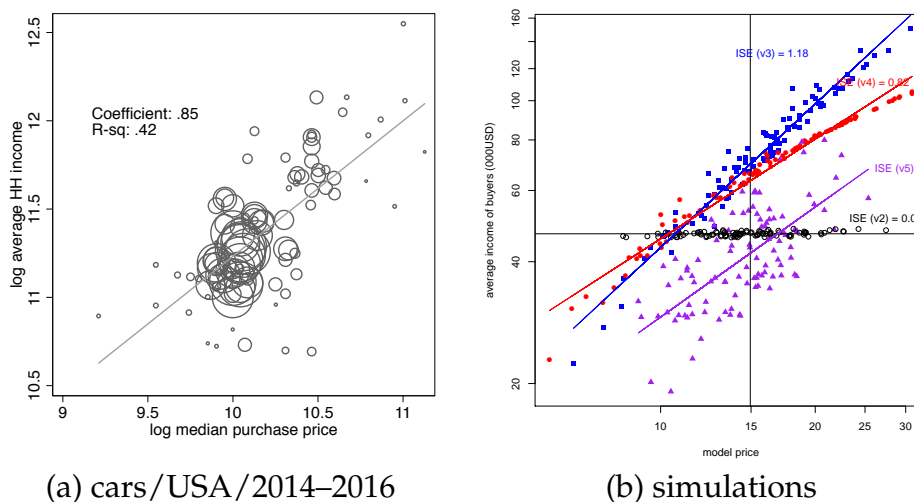 12.5
12
11.5
11
10.5
log average HH income
Coefficient: .85
R-sq: .42
9
9.5
10
10.5
11
log median purchase price
(a) cars/USA/2014–2016
160
120
100
80
60
40
20
average income of buyers (000USD)
ISE (v3) = 1.18
ISE (v4) = 0.82
ISE (v5)
ISE (v2) = 0.0
10
15
20
25
30
model price
(b) simulations